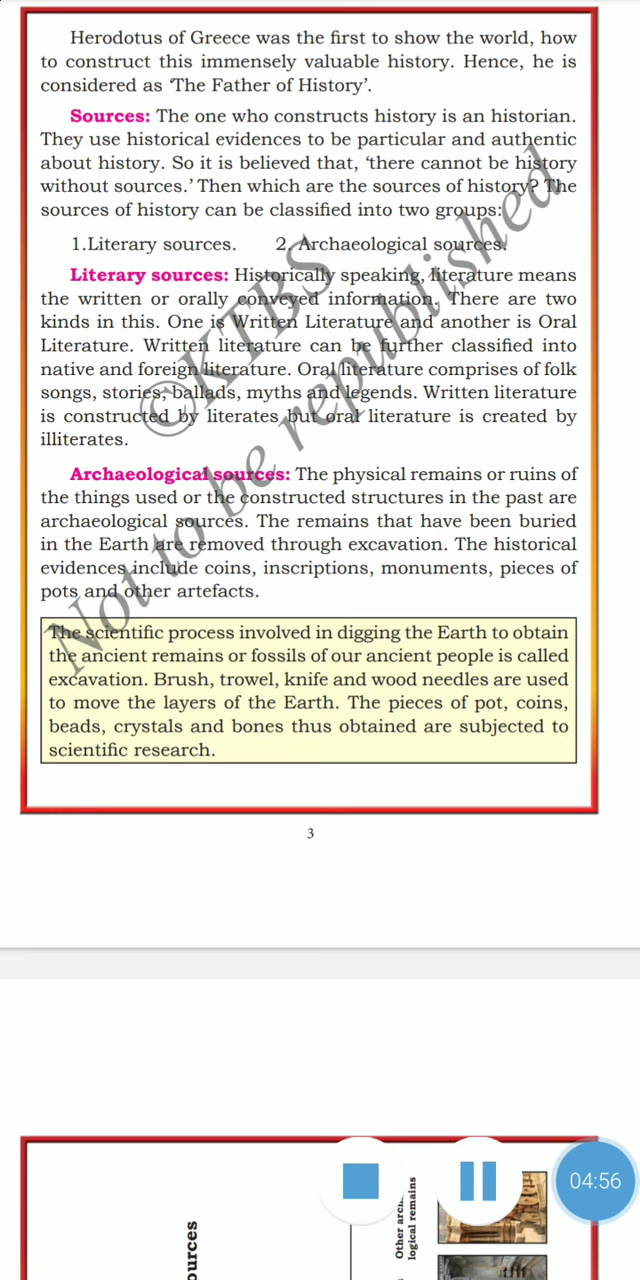 Herodotus of Greece was the first to show the world, how
to construct this immensely valuable history. Hence, he is
considered as ‘The Father of History’.
Sources: The one who constructs history is an historian.
They use historical evidences to be particular and authentic
about history. So it is believed that, ‘there cannot be history
without sources.’ Then which are the sources of history? The
sources of history can be classified into two groups:
1.Literary sources. 2. Archaeological sources.
Literary sources: Historically speaking, literature means
the written or orally conveyed information. There are two
kinds in this. One is Written Literature and another is Oral
Literature. Written literature can be further classified into
native and foreign literature. Oral literature comprises of folk
songs, stories, ballads, myths and legends. Written literature
is constructed by literates but oral literature is created by
illiterates.
Archaeological sources: The physical remains or ruins of
the things used or the constructed structures in the past are
archaeological sources. The remains that have been buried
in the Earth are removed through excavation. The historical
evidences include coins, inscriptions, monuments, pieces of
pots and other artefacts.
The scientific process involved in digging the Earth to obtain
the ancient remains or fossils of our ancient people is called
excavation. Brush, trowel, knife and wood needles are used
to move the layers of the Earth. The pieces of pot, coins,
beads, crystals and bones thus obtained are subjected to
scientific research.
©KTBS
Not to be republished
3
Other
logical remains
04:56